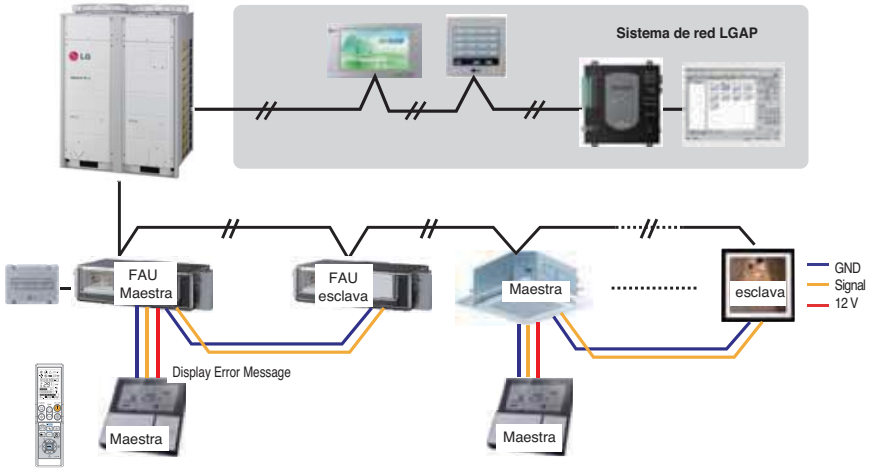 Sistema de red LGAP
LG
FAU
Maestra
FAU
esclava
Maestra
esclava
GND
Signal
12 V
Display Error Message
Maestra
Maestra